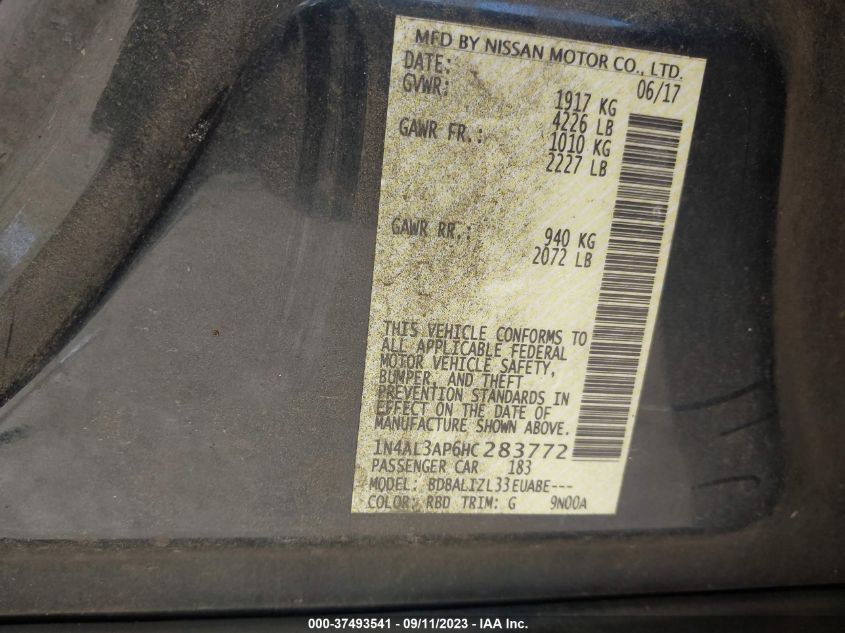 MFD BY NISSAN MOTOR CO., LTD.
DATE: 06/17
GVWR: 1917 KG
4226 LB
GAWR FR.: 1010 KG
2227 LB
GAWR RR.: 940 KG
2072 LB
THIS VEHICLE CONFORMS TO
ALL APPLICABLE FEDERAL
MOTOR VEHICLE SAFETY,
BUMPER, AND THEFT
PREVENTION STANDARDS IN
EFFECT ON THE DATE OF
MANUFACTURE SHOWN ABOVE.
1N4AL3AP6HC283772
PASSENGER CAR 183
MODEL: BDBALIZL33EUABE---
COLOR: RBD TRIM: G 9N00A
000-37493541 - 09/11/2023 - IAA Inc.